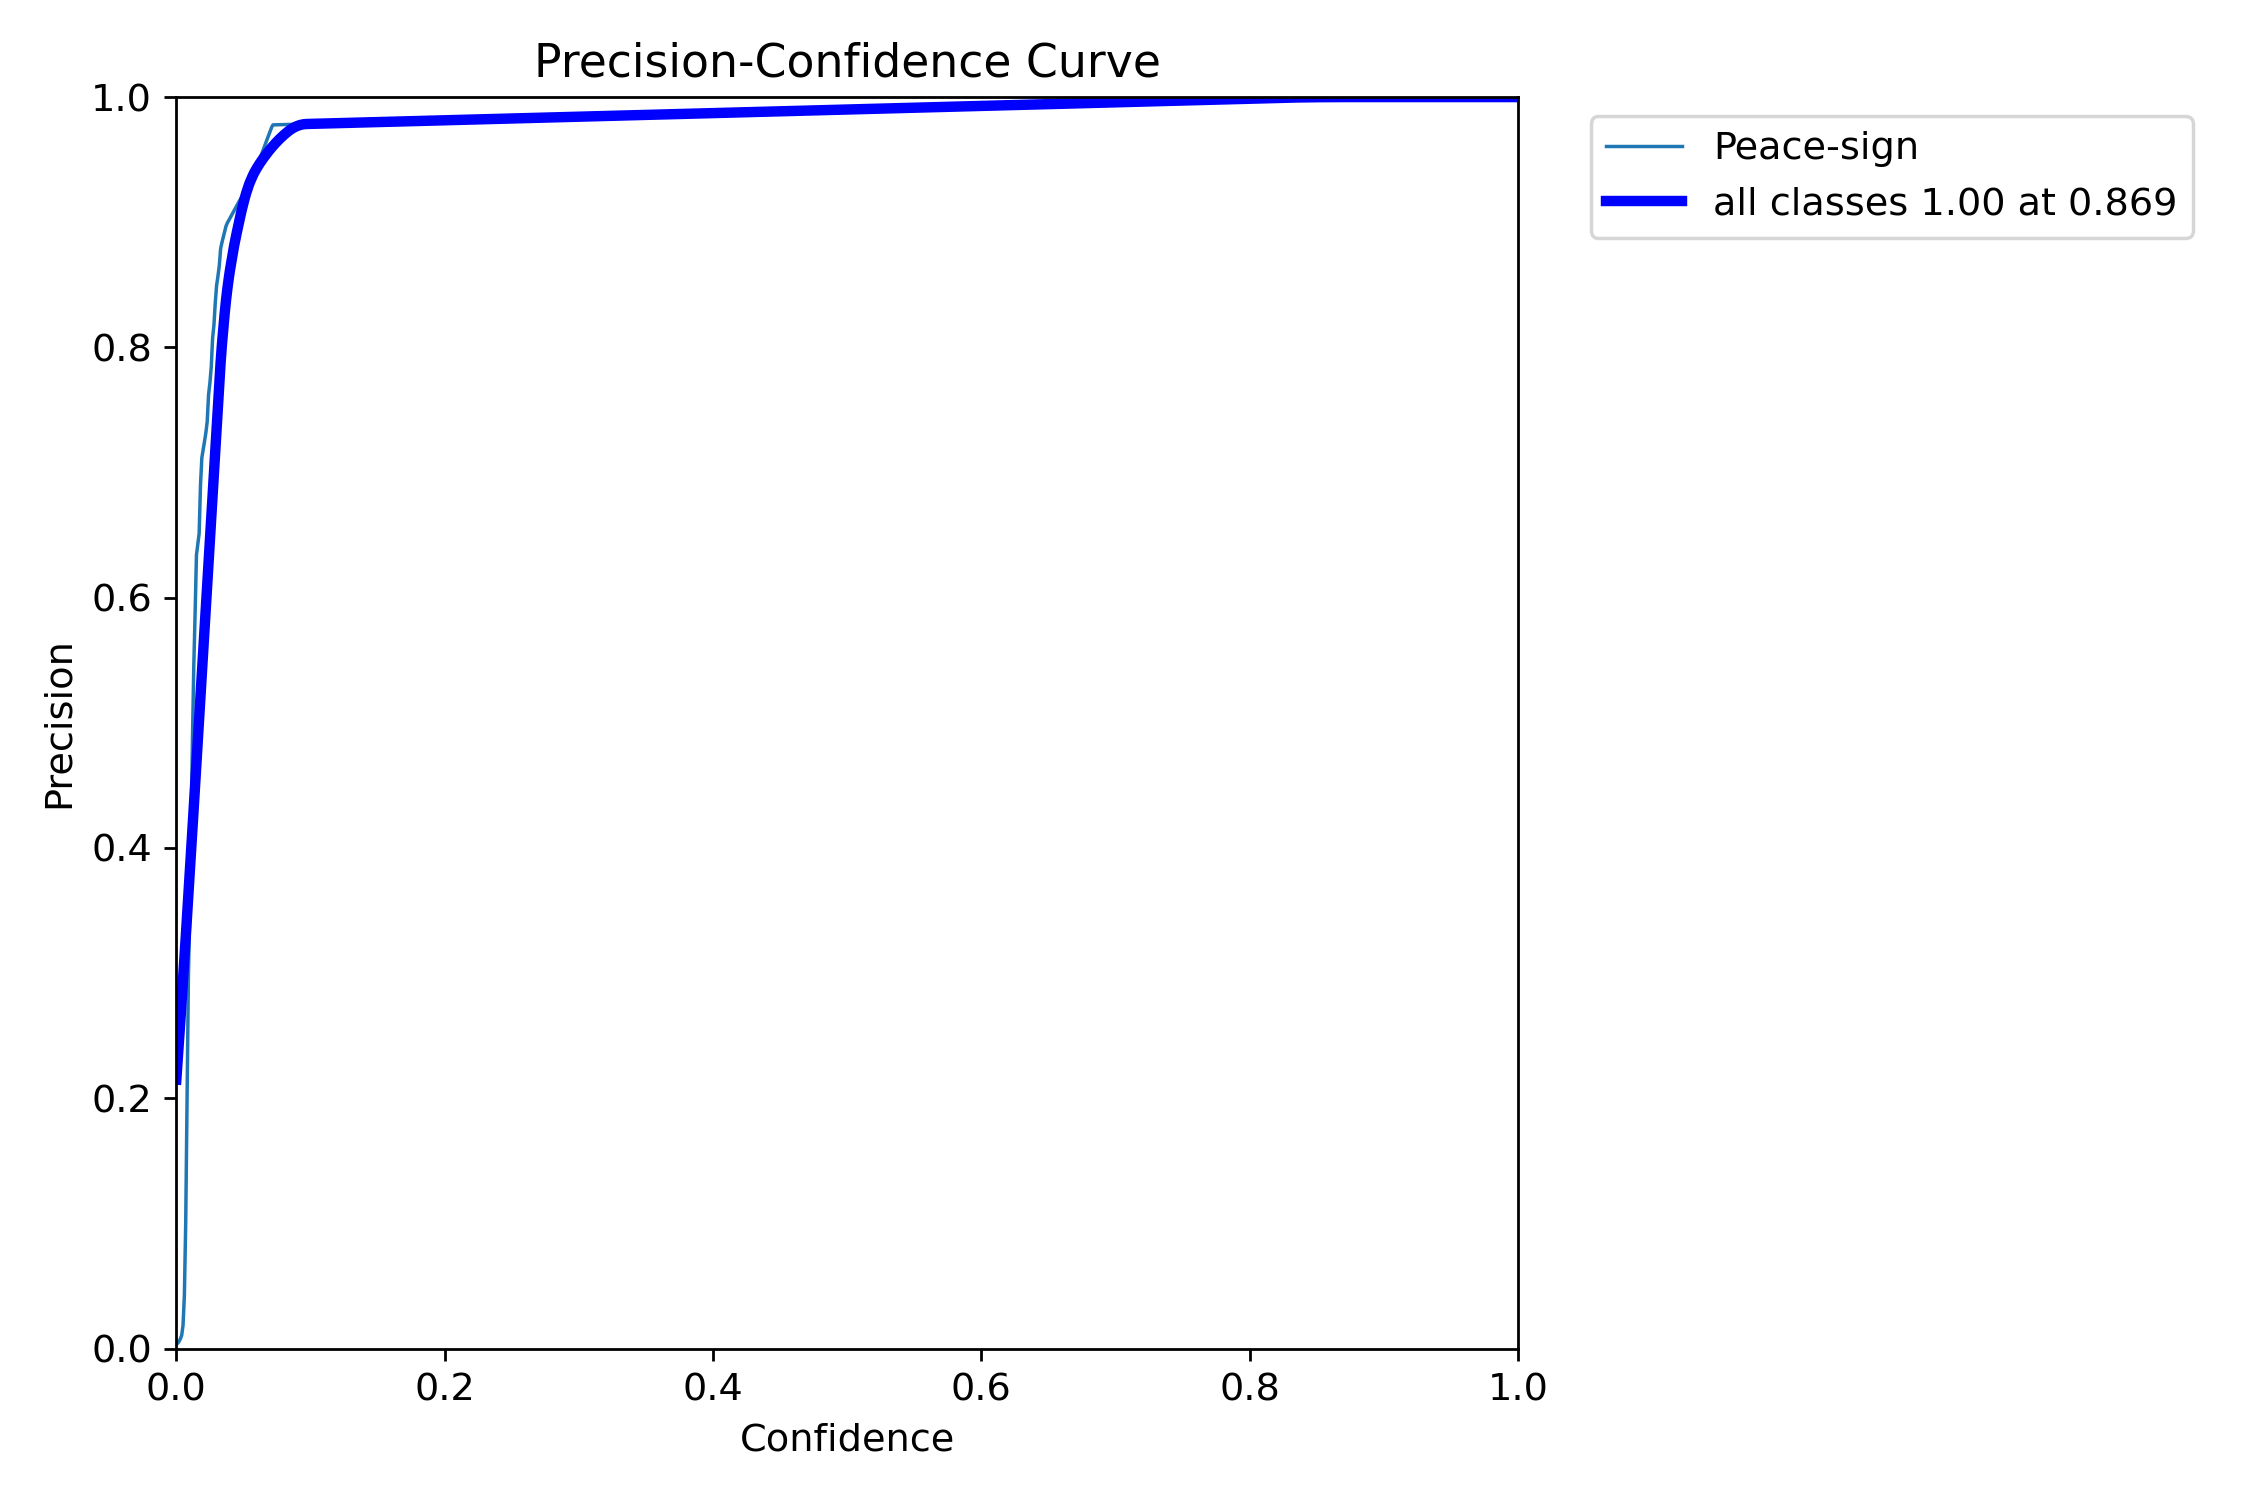 Precision-Confidence Curve
1.0
0.8
0.6
0.4
0.2
0.0
Precision
0.0 0.2 0.4 0.6 0.8 1.0
Confidence
Peace-sign
all classes 1.00 at 0.869